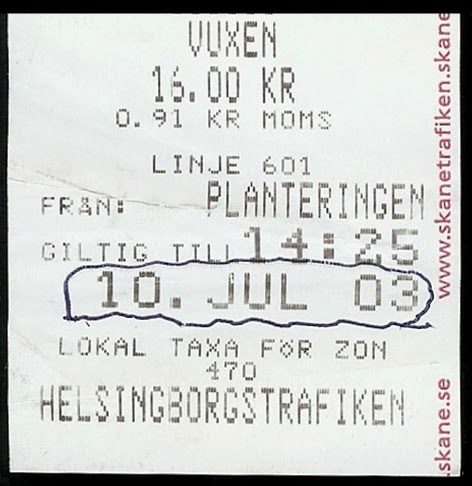 VUXEN
16.00 KR
0.91 KR MOMS
LINJE 601
FRÅN: PLANTERINGEN
GILTIG TILL 14:25
10. JUL 03
LOKAL TAXA FöR ZON
470
HELSINGBORGSTRAFIKEN
www.skanetrafiken.skane
.skane.se